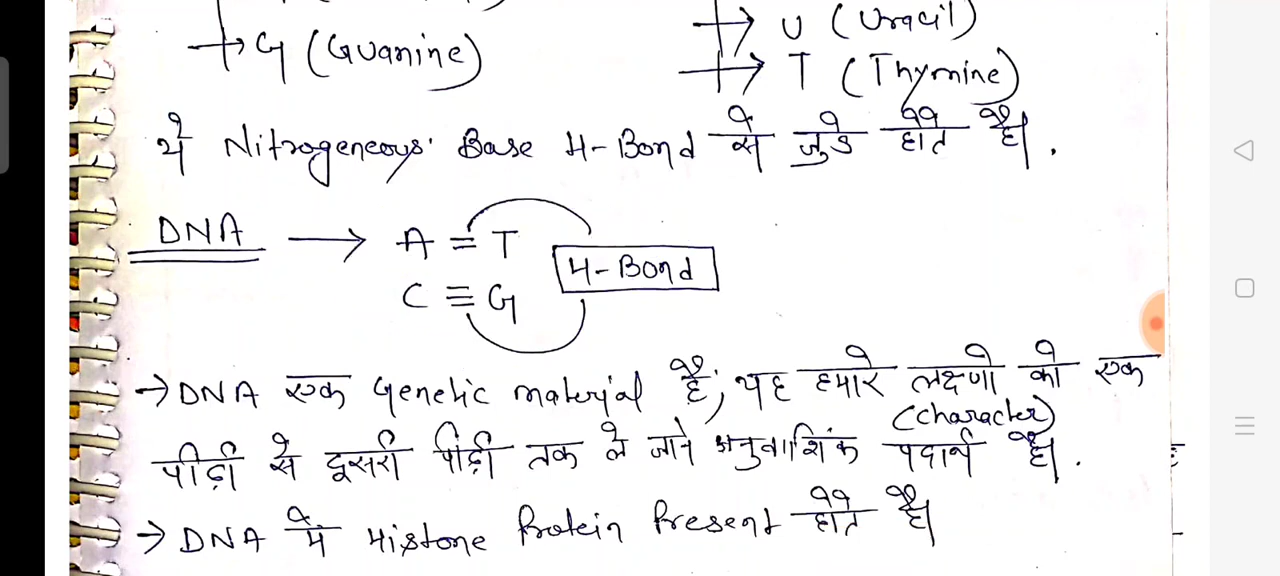 → G (Guanine)
→ U (Uracil)
→ T (Thymine)
ये Nitrogeneous Base H-Bond से जुडे होते है।
DNA → A = T
H-Bond
C ≡ G
→ DNA एक Genetic material है, यह हमारे लक्षणो को एक
(Character)
पीढ़ी से दूसरी पीढ़ी तक ले जाने अनुवाशिंक पदार्थ है।
→ DNA मे Histone Protein Present होते है।